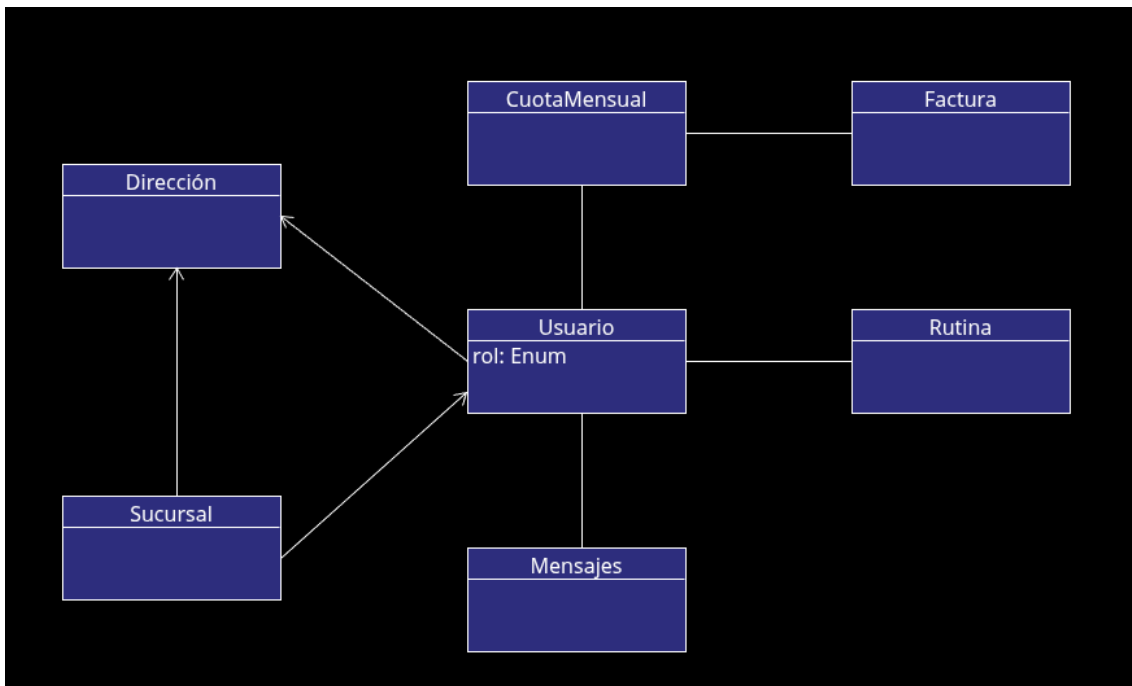 CuotaMensual
Factura
Dirección
Usuario
rol: Enum
Rutina
Sucursal
Mensajes